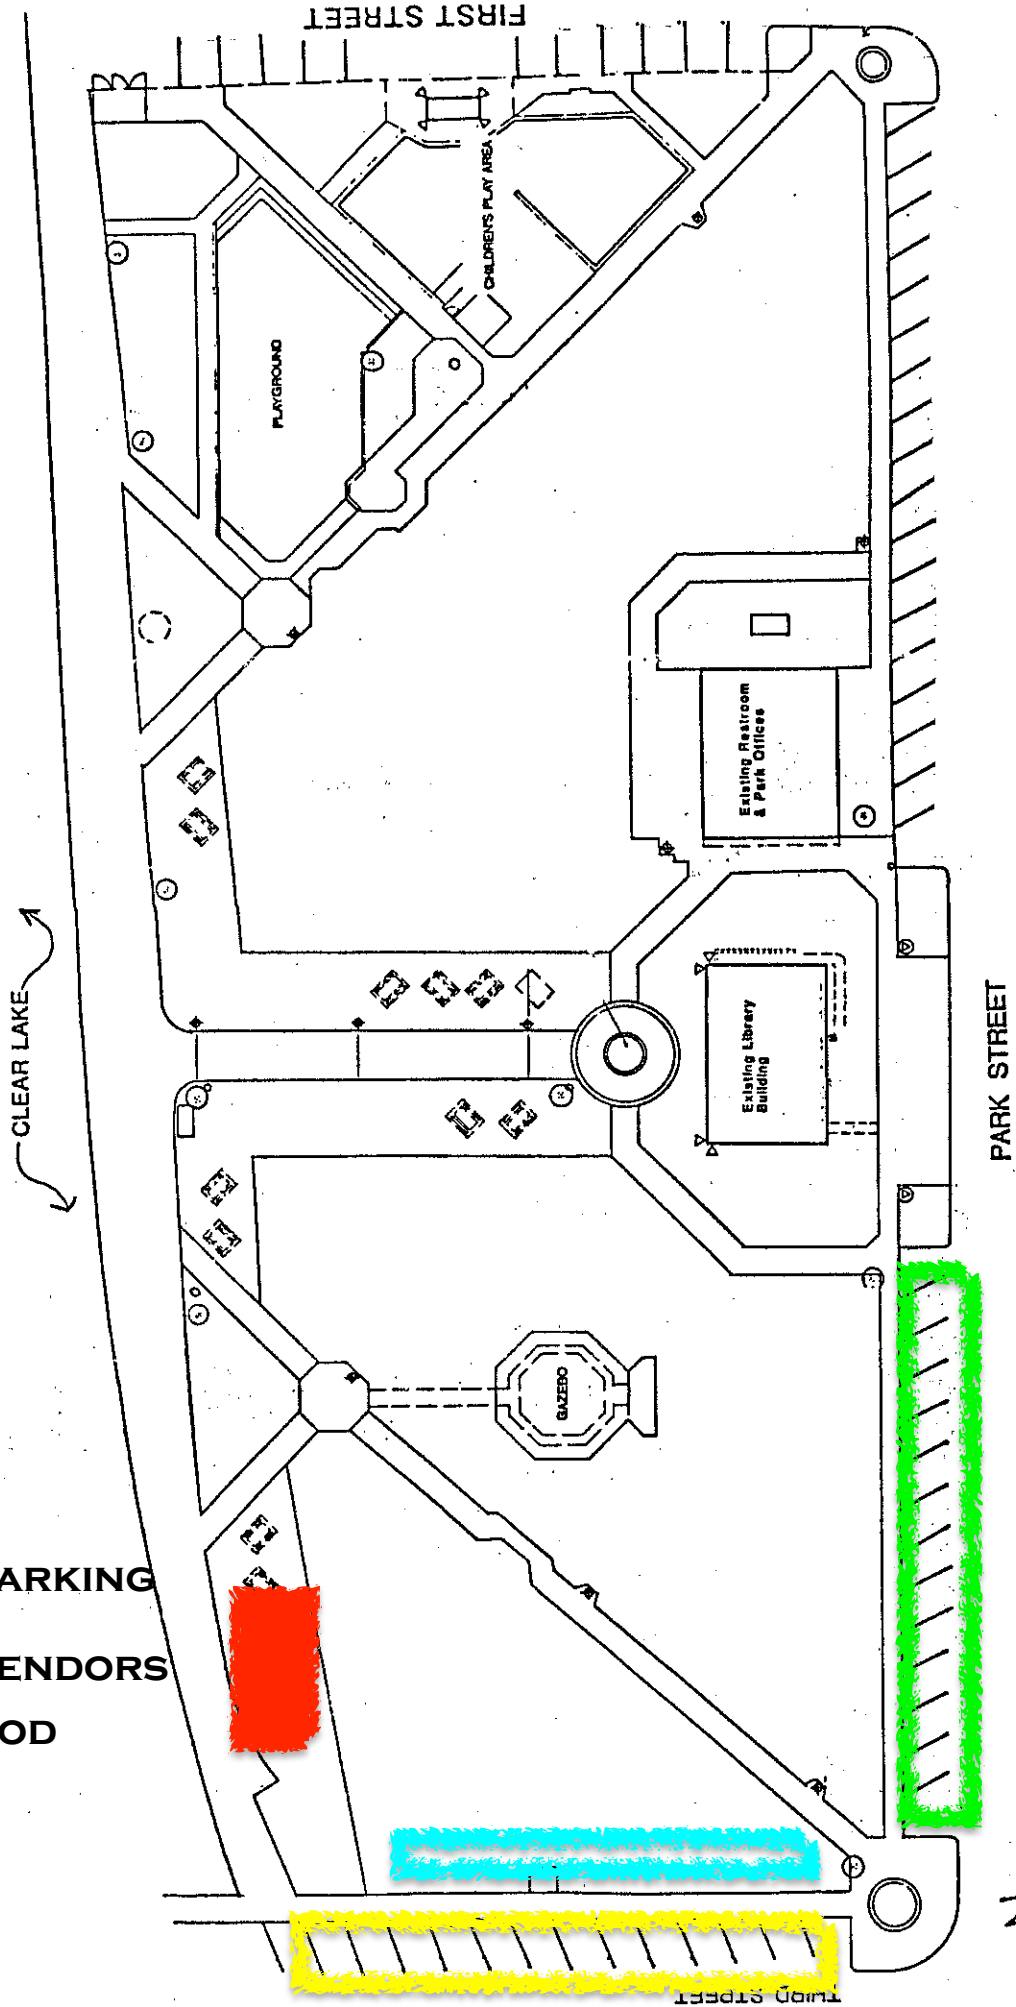 FIRST STREET
CHILDREN'S PLAY AREA
PLAYGROUND
Existing Restroom
& Park Offices
CLEAR LAKE
Existing Library
Building
PARK STREET
GAZEBO
ARKING
ENDORS
OD
THIRD STREET